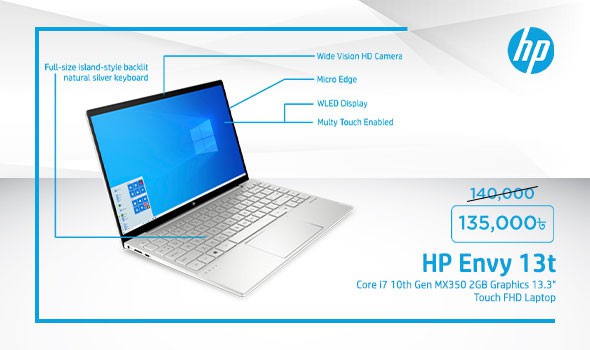 hp
Wide Vision HD Camera
Full-size island-style backlit
natural silver keyboard
Micro Edge
WLED Display
Multy Touch Enabled
140,000
135,000৳
HP Envy 13t
Core i7 10th Gen MX350 2GB Graphics 13.3"
Touch FHD Laptop